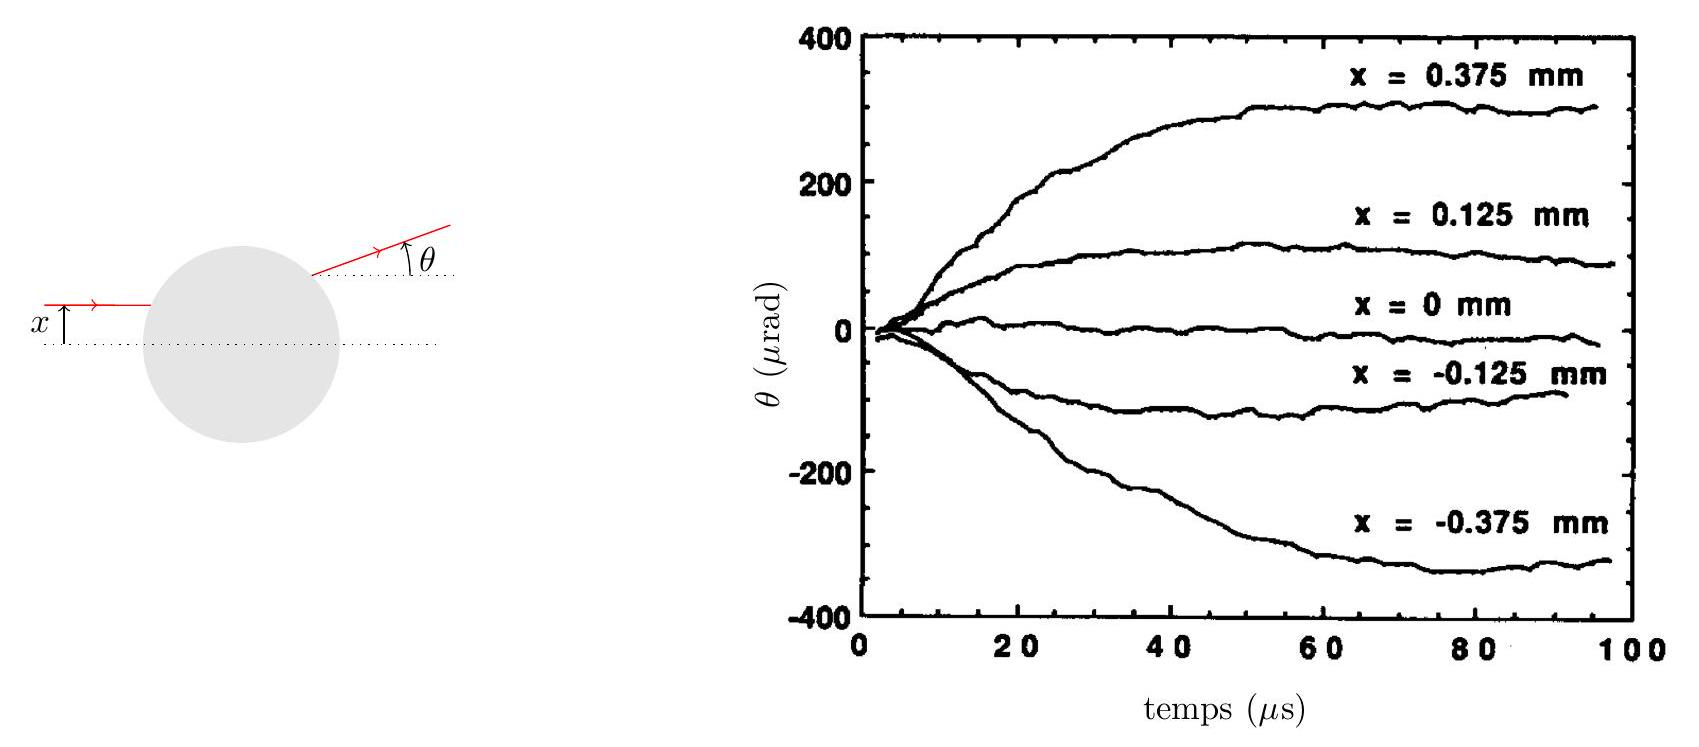 x
θ
400
200
0
-200
-400
θ (μrad)
x = 0.375 mm
x = 0.125 mm
x = 0 mm
x = -0.125 mm
x = -0.375 mm
0 20 40 60 80 100
temps (μs)